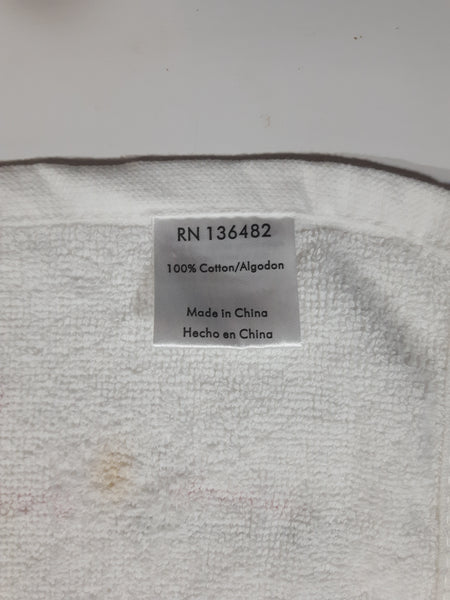 RN 136482
100% Cotton/Algodon
Made in China
Hecho en China